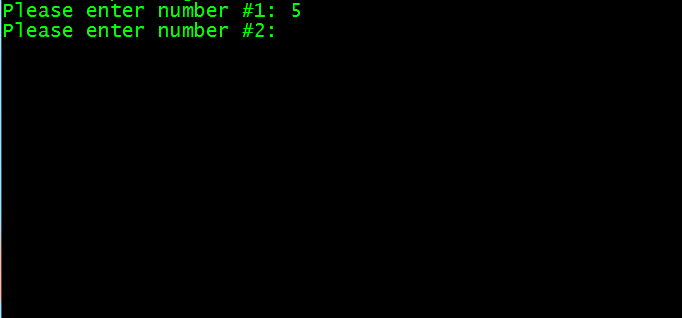 Please enter number #1: 5
Please enter number #2: